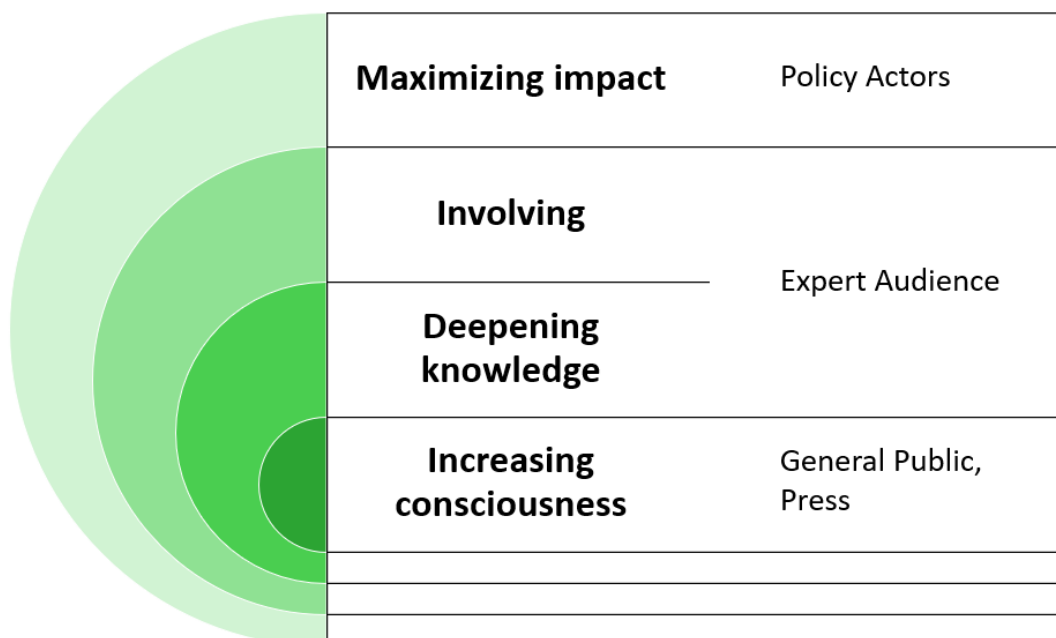 Maximizing impact
Policy Actors
Involving
Expert Audience
Deepening
knowledge
Increasing
consciousness
General Public,
Press